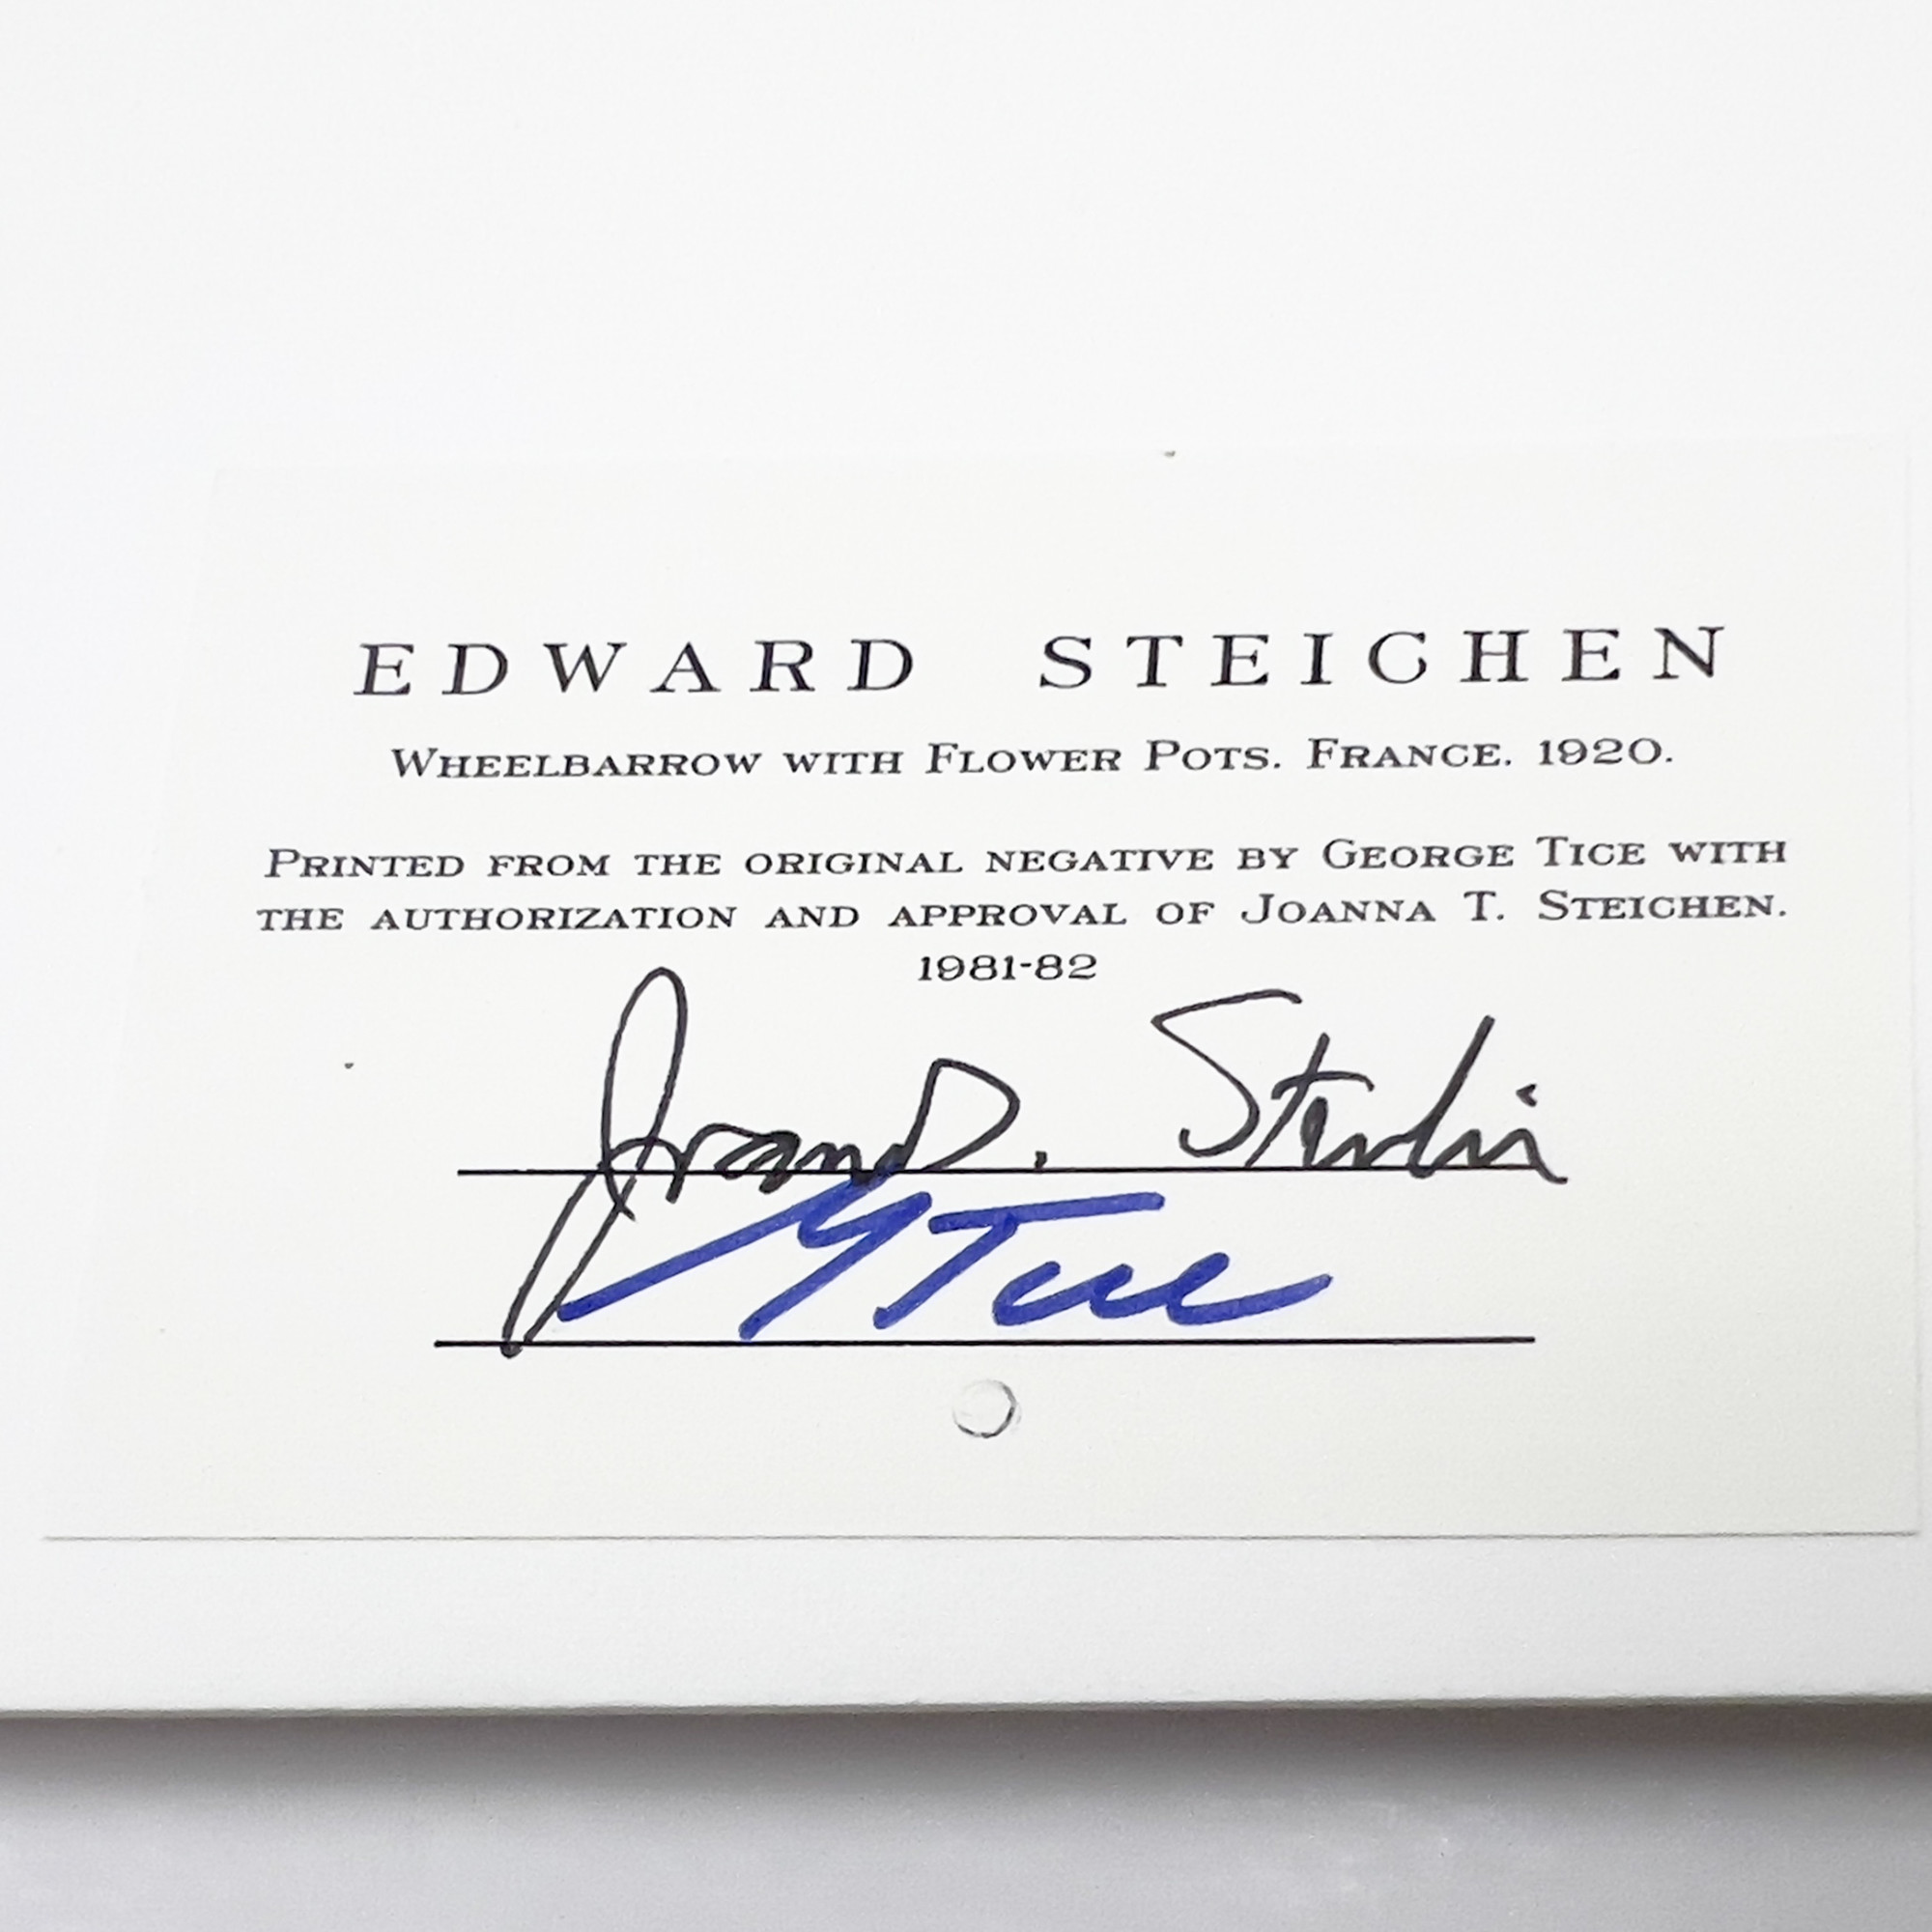 EDWARD STEICHEN
WHEELBARROW WITH FLOWER POTS. FRANCE. 1920.
PRINTED FROM THE ORIGINAL NEGATIVE BY GEORGE TICE WITH
THE AUTHORIZATION AND APPROVAL OF JOANNA T. STEICHEN.
1981-82
G Tice